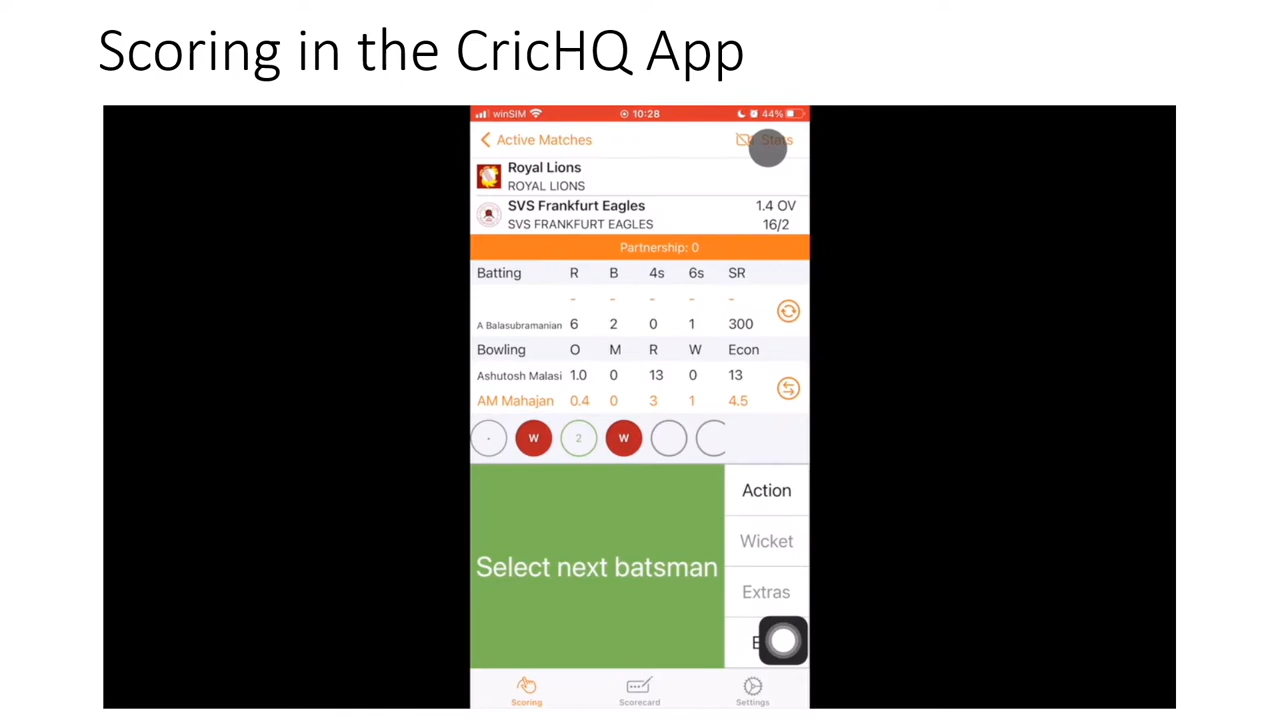 Scoring in the CricHQ App
winSIM 10:28 44%
Active Matches Stats
Royal Lions
ROYAL LIONS
SVS Frankfurt Eagles 1.4 OV
SVS FRANKFURT EAGLES 16/2
Partnership: 0
Batting R B 4s 6s SR
- - - - -
A Balasubramanian 6 2 0 1 300
Bowling O M R W Econ
Ashutosh Malasi 1.0 0 13 0 13
AM Mahajan 0.4 0 3 1 4.5
· W 2 W
Action
Wicket
Select next batsman
Extras
Scoring Scorecard Settings